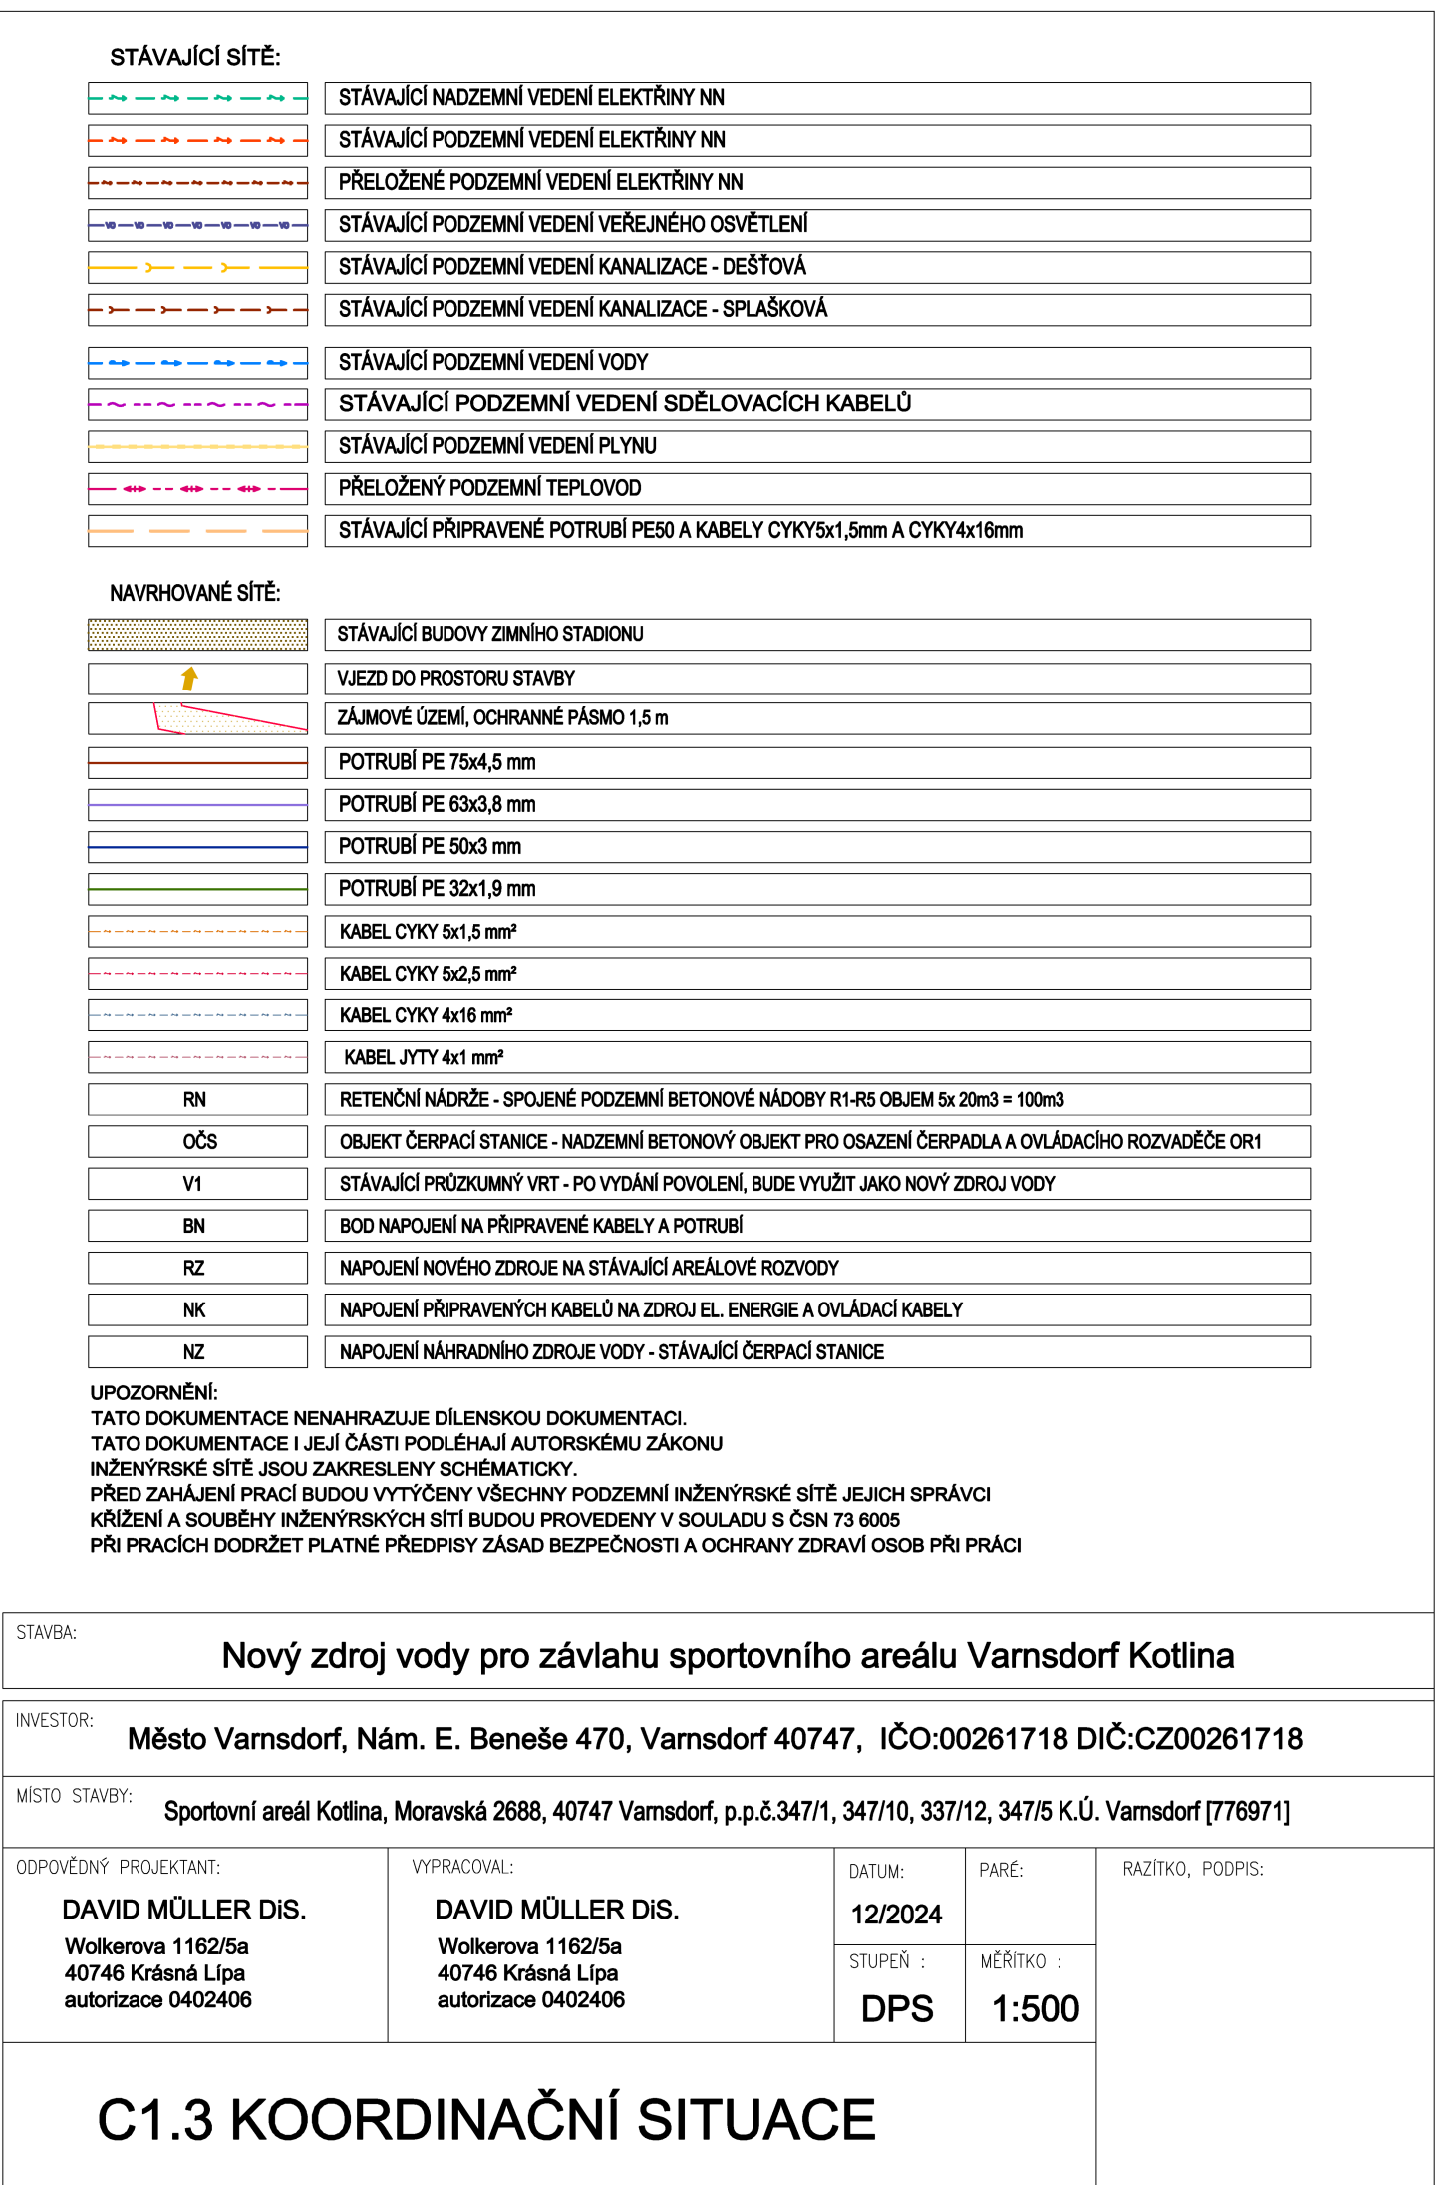 STÁVAJÍCÍ SÍTĚ:
STÁVAJÍCÍ NADZEMNÍ VEDENÍ ELEKTŘINY NN
STÁVAJÍCÍ PODZEMNÍ VEDENÍ ELEKTŘINY NN
PŘELOŽENÉ PODZEMNÍ VEDENÍ ELEKTŘINY NN
STÁVAJÍCÍ PODZEMNÍ VEDENÍ VEŘEJNÉHO OSVĚTLENÍ
STÁVAJÍCÍ PODZEMNÍ VEDENÍ KANALIZACE - DEŠŤOVÁ
STÁVAJÍCÍ PODZEMNÍ VEDENÍ KANALIZACE - SPLAŠKOVÁ
STÁVAJÍCÍ PODZEMNÍ VEDENÍ VODY
STÁVAJÍCÍ PODZEMNÍ VEDENÍ SDĚLOVACÍCH KABELŮ
STÁVAJÍCÍ PODZEMNÍ VEDENÍ PLYNU
PŘELOŽENÝ PODZEMNÍ TEPLOVOD
STÁVAJÍCÍ PŘIPRAVENÉ POTRUBÍ PE50 A KABELY CYKY5x1,5mm A CYKY4x16mm
NAVRHOVANÉ SÍTĚ:
STÁVAJÍCÍ BUDOVY ZIMNÍHO STADIONU
VJEZD DO PROSTORU STAVBY
ZÁJMOVÉ ÚZEMÍ, OCHRANNÉ PÁSMO 1,5 m
POTRUBÍ PE 75x4,5 mm
POTRUBÍ PE 63x3,8 mm
POTRUBÍ PE 50x3 mm
POTRUBÍ PE 32x1,9 mm
KABEL CYKY 5x1,5 mm²
KABEL CYKY 5x2,5 mm²
KABEL CYKY 4x16 mm²
KABEL JYTY 4x1 mm²
RN RETENČNÍ NÁDRŽE - SPOJENÉ PODZEMNÍ BETONOVÉ NÁDOBY R1-R5 OBJEM 5x 20m3 = 100m3
OČS OBJEKT ČERPACÍ STANICE - NADZEMNÍ BETONOVÝ OBJEKT PRO OSAZENÍ ČERPADLA A OVLÁDACÍHO ROZVADĚČE OR1
V1 STÁVAJÍCÍ PRŮZKUMNÝ VRT - PO VYDÁNÍ POVOLENÍ, BUDE VYUŽIT JAKO NOVÝ ZDROJ VODY
BN BOD NAPOJENÍ NA PŘIPRAVENÉ KABELY A POTRUBÍ
RZ NAPOJENÍ NOVÉHO ZDROJE NA STÁVAJÍCÍ AREÁLOVÉ ROZVODY
NK NAPOJENÍ PŘIPRAVENÝCH KABELŮ NA ZDROJ EL. ENERGIE A OVLÁDACÍ KABELY
NZ NAPOJENÍ NÁHRADNÍHO ZDROJE VODY - STÁVAJÍCÍ ČERPACÍ STANICE
UPOZORNĚNÍ:
TATO DOKUMENTACE NENAHRAZUJE DÍLENSKOU DOKUMENTACI.
TATO DOKUMENTACE I JEJÍ ČÁSTI PODLÉHAJÍ AUTORSKÉMU ZÁKONU
INŽENÝRSKÉ SÍTĚ JSOU ZAKRESLENY SCHÉMATICKY.
PŘED ZAHÁJENÍ PRACÍ BUDOU VYTÝČENY VŠECHNY PODZEMNÍ INŽENÝRSKÉ SÍTĚ JEJICH SPRÁVCI
KŘÍŽENÍ A SOUBĚHY INŽENÝRSKÝCH SÍTÍ BUDOU PROVEDENY V SOULADU S ČSN 73 6005
PŘI PRACÍCH DODRŽET PLATNÉ PŘEDPISY ZÁSAD BEZPEČNOSTI A OCHRANY ZDRAVÍ OSOB PŘI PRÁCI
STAVBA:
Nový zdroj vody pro závlahu sportovního areálu Varnsdorf Kotlina
INVESTOR:
Město Varnsdorf, Nám. E. Beneše 470, Varnsdorf 40747, IČO:00261718 DIČ:CZ00261718
MÍSTO STAVBY:
Sportovní areál Kotlina, Moravská 2688, 40747 Varnsdorf, p.p.č.347/1, 347/10, 337/12, 347/5 K.Ú. Varnsdorf [776971]
ODPOVĚDNÝ PROJEKTANT:
DAVID MÜLLER DiS.
Wolkerova 1162/5a
40746 Krásná Lípa
autorizace 0402406
VYPRACOVAL:
DAVID MÜLLER DiS.
Wolkerova 1162/5a
40746 Krásná Lípa
autorizace 0402406
DATUM:
12/2024
PARÉ:
STUPEŇ :
DPS
MĚŘÍTKO :
1:500
RAZÍTKO, PODPIS:
C1.3 KOORDINAČNÍ SITUACE